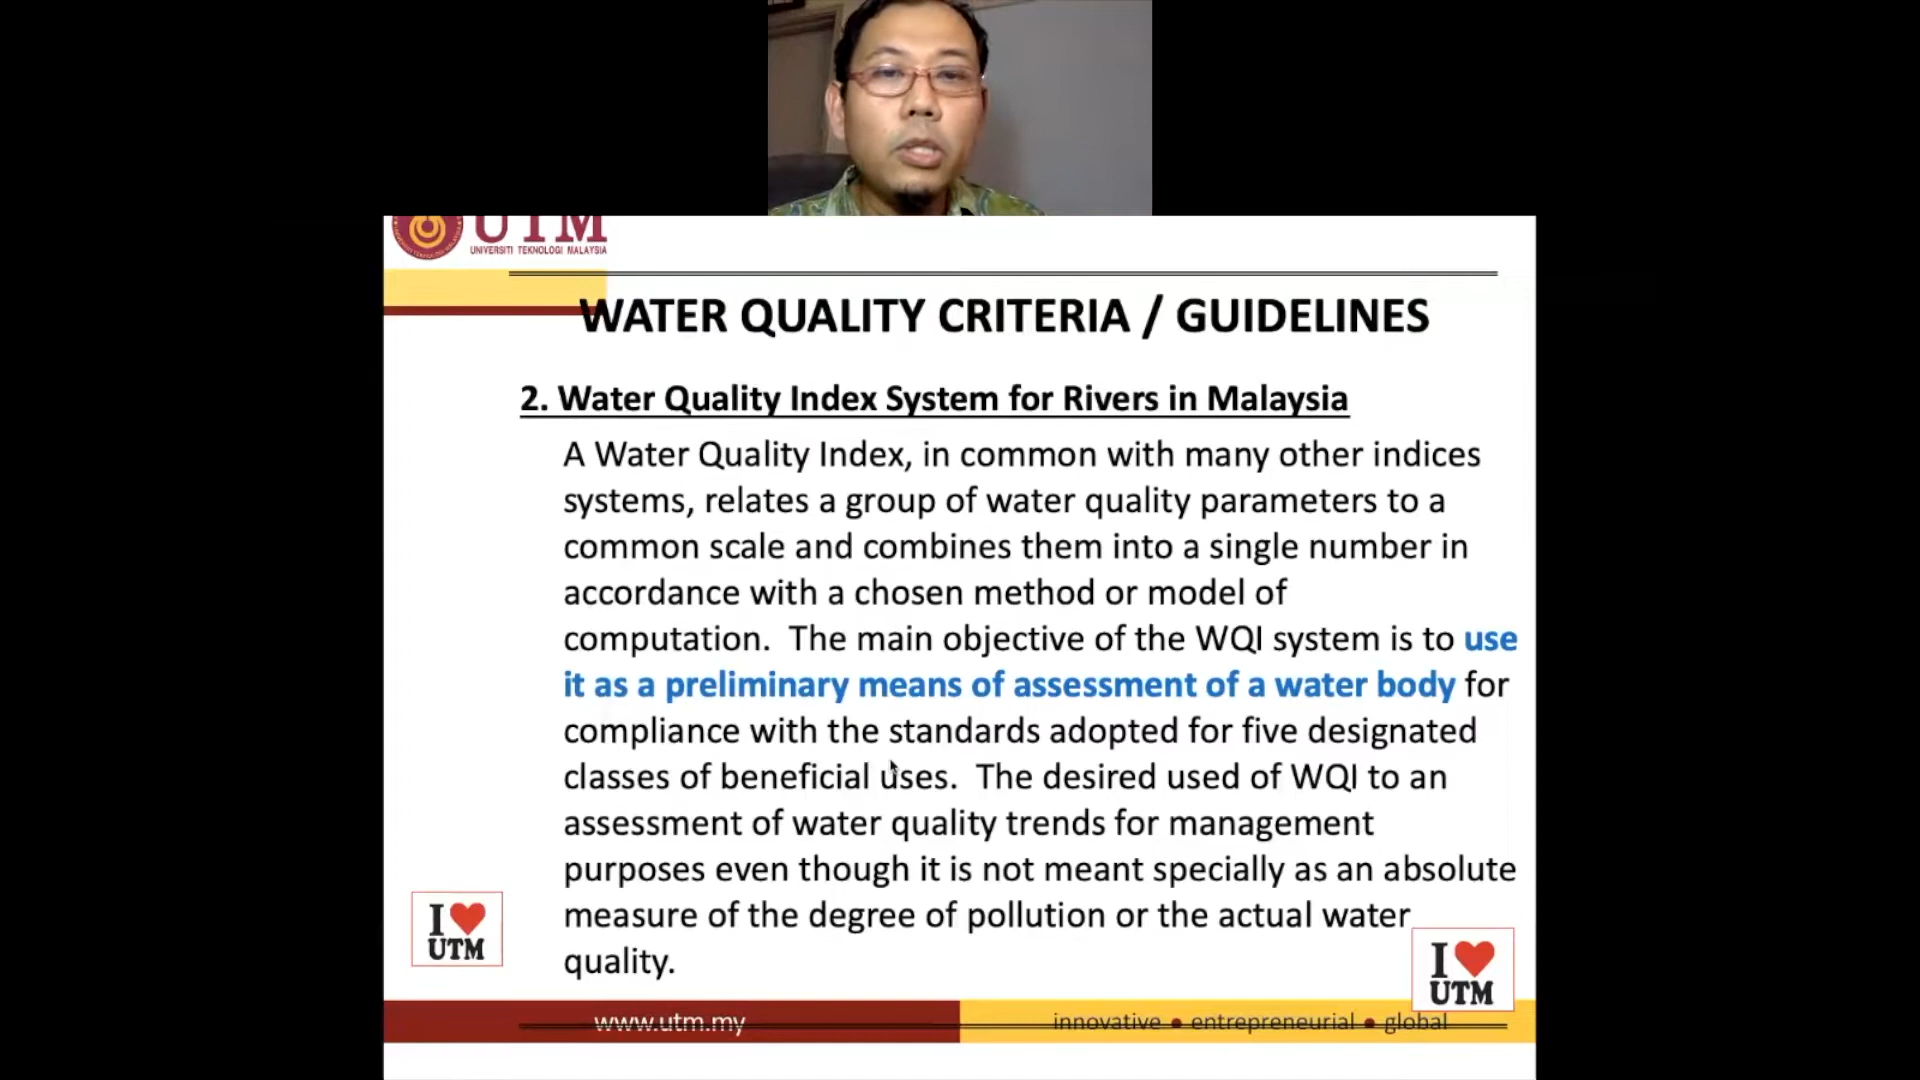 UTM
UNIVERSITI TEKNOLOGI MALAYSIA
WATER QUALITY CRITERIA / GUIDELINES
2. Water Quality Index System for Rivers in Malaysia
A Water Quality Index, in common with many other indices
systems, relates a group of water quality parameters to a
common scale and combines them into a single number in
accordance with a chosen method or model of
computation.  The main objective of the WQI system is to use
it as a preliminary means of assessment of a water body for
compliance with the standards adopted for five designated
classes of beneficial uses.  The desired used of WQI to an
assessment of water quality trends for management
purposes even though it is not meant specially as an absolute
measure of the degree of pollution or the actual water
quality.
I ❤
UTM
I ❤
UTM
www.utm.my
innovative ● entrepreneurial ● global